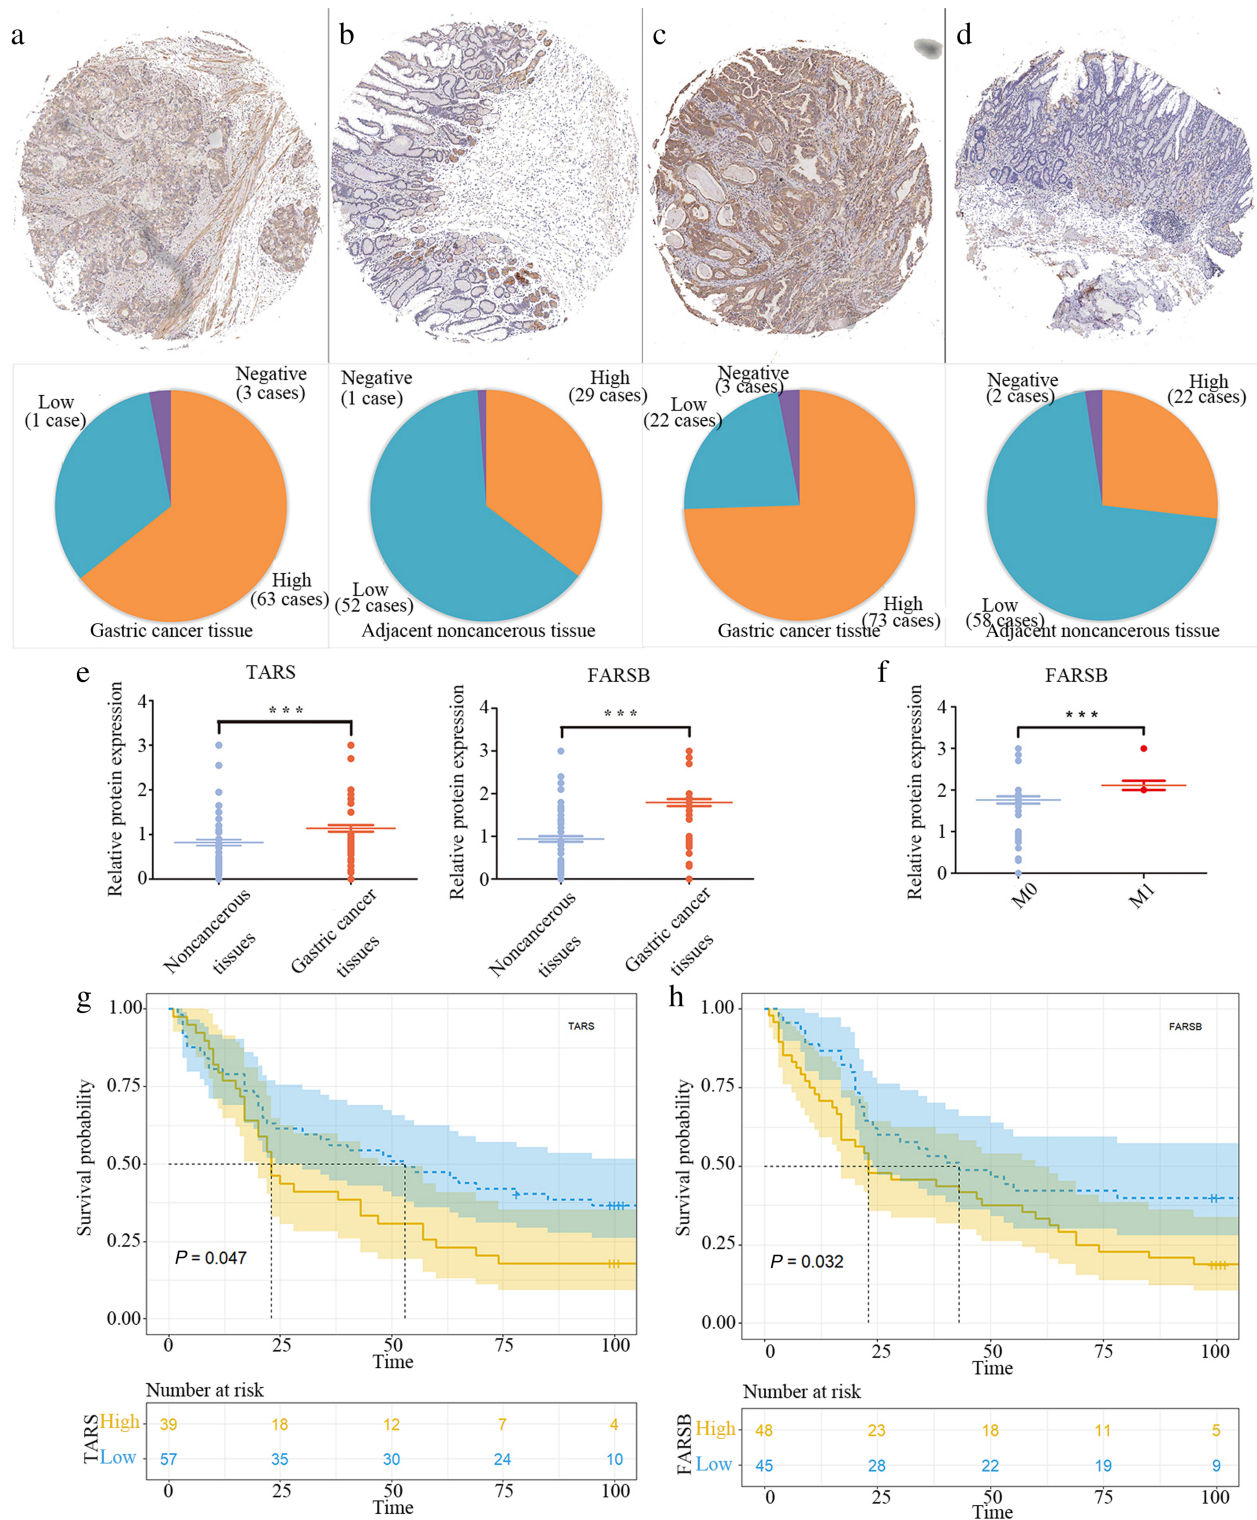 a
b
c
d
Low
(1 case)
Negative
(3 cases)
High
(63 cases)
Gastric cancer tissue
Negative
(1 case)
High
(29 cases)
Low
(52 cases)
Adjacent noncancerous tissue
Negative
(3 cases)
Low
(22 cases)
High
(73 cases)
Gastric cancer tissue
Negative
(2 cases)
High
(22 cases)
Low
(58 cases)
Adjacent noncancerous tissue
e
TARS
Relative protein expression
4
3
2
1
0
***
Noncancerous
tissues
Gastric cancer
tissues
FARSB
Relative protein expression
4
3
2
1
0
***
Noncancerous
tissues
Gastric cancer
tissues
f
FARSB
Relative protein expression
4
3
2
1
0
***
M0
M1
g
TARS
Survival probability
1.00
0.75
0.50
0.25
0.00
P = 0.047
0 25 50 75 100
Time
Number at risk
TARS
High 39 18 12 7 4
Low 57 35 30 24 10
0 25 50 75 100
Time
h
FARSB
Survival probability
1.00
0.75
0.50
0.25
0.00
P = 0.032
0 25 50 75 100
Time
Number at risk
FARSB
High 48 23 18 11 5
Low 45 28 22 19 9
0 25 50 75 100
Time